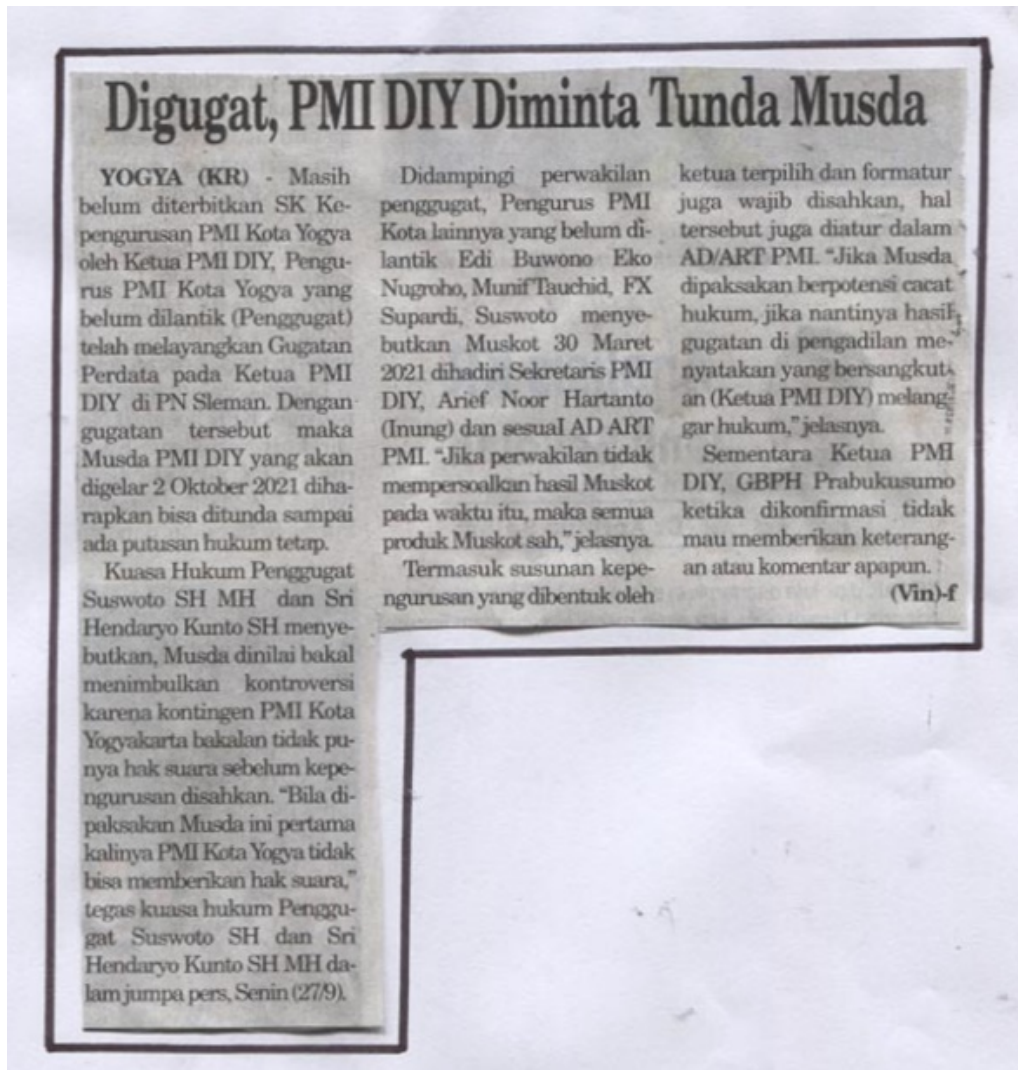 Digugat, PMI DIY Diminta Tunda Musda
YOGYA (KR) - Masih
belum diterbitkan SK Ke-
pengurusan PMI Kota Yogya
oleh Ketua PMI DIY, Pengu-
rus PMI Kota Yogya yang
belum dilantik (Penggugat)
telah melayangkan Gugatan
Perdata pada Ketua PMI
DIY di PN Sleman. Dengan
gugatan tersebut maka
Musda PMI DIY yang akan
digelar 2 Oktober 2021 diha-
rapkan bisa ditunda sampai
ada putusan hukum tetap.
Kuasa Hukum Penggugat
Suswoto SH MH dan Sri
Hendaryo Kunto SH menye-
butkan, Musda dinilai bakal
menimbulkan kontroversi
karena kontingen PMI Kota
Yogyakarta bakalan tidak pu-
nya hak suara sebelum kepe-
ngurusan disahkan. “Bila di-
paksakan Musda ini pertama
kalinya PMI Kota Yogya tidak
bisa memberikan hak suara,”
tegas kuasa hukum Penggu-
gat Suswoto SH dan Sri
Hendaryo Kunto SH MH da-
lam jumpa pers, Senin (27/9).
Didampingi perwakilan
penggugat, Pengurus PMI
Kota lainnya yang belum di-
lantik Edi Buwono Eko
Nugroho, Munif Tauchid, FX
Supardi, Suswoto menye-
butkan Muskot 30 Maret
2021 dihadiri Sekretaris PMI
DIY, Arief Noor Hartanto
(Inung) dan sesuaI AD ART
PMI. “Jika perwakilan tidak
mempersoalkan hasil Muskot
pada waktu itu, maka semua
produk Muskot sah,” jelasnya.
Termasuk susunan kepe-
ngurusan yang dibentuk oleh
ketua terpilih dan formatur
juga wajib disahkan, hal
tersebut juga diatur dalam
AD/ART PMI. “Jika Musda
dipaksakan berpotensi cacat
hukum, jika nantinya hasil
gugatan di pengadilan me-
nyatakan yang bersangkut-
an (Ketua PMI DIY) melang-
gar hukum,” jelasnya.
Sementara Ketua PMI
DIY, GBPH Prabukusumo
ketika dikonfirmasi tidak
mau memberikan keterang-
an atau komentar apapun.
(Vin)-f